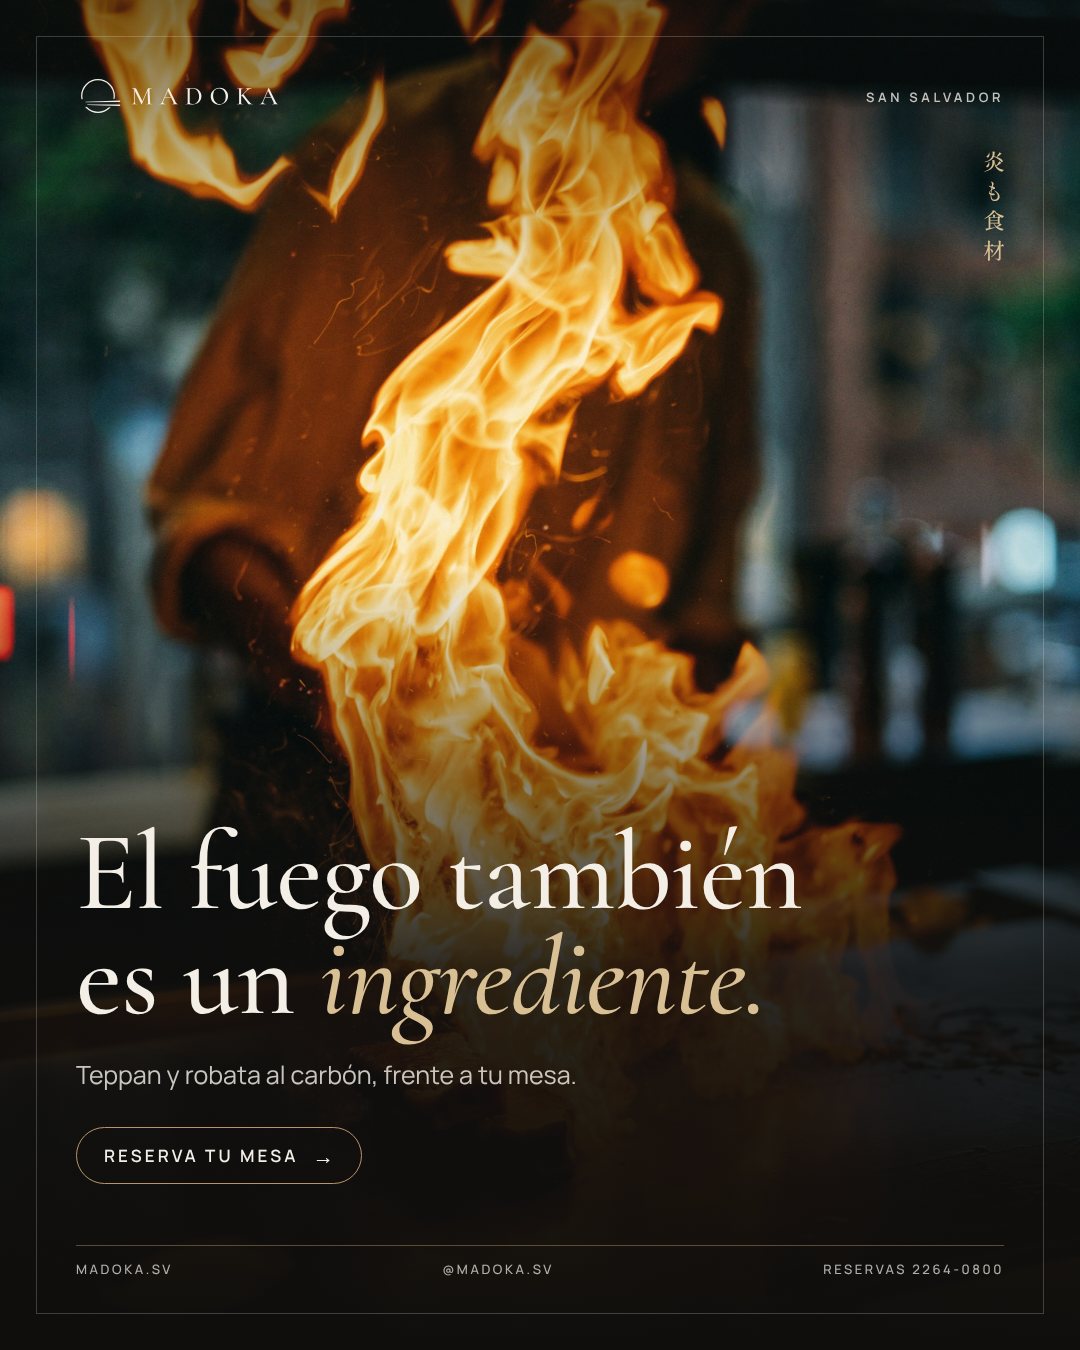 MADOKA
SAN SALVADOR
炎も食材
El fuego también
es un ingrediente.
Teppan y robata al carbón, frente a tu mesa.
RESERVA TU MESA →
MADOKA.SV
@MADOKA.SV
RESERVAS 2264-0800